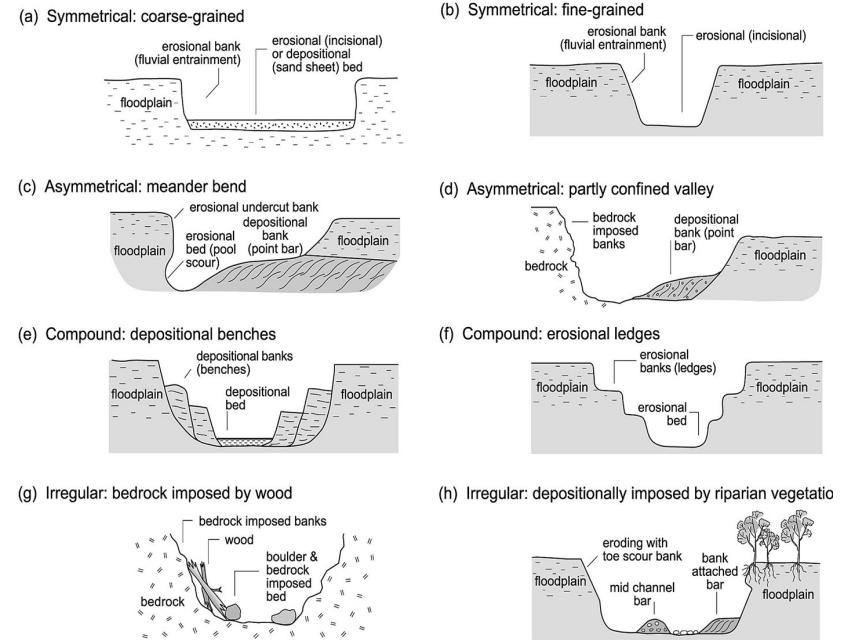 (a) Symmetrical: coarse-grained
erosional bank
(fluvial entrainment)
erosional (incisional)
or depositional
(sand sheet) bed
floodplain
(b) Symmetrical: fine-grained
erosional bank
(fluvial entrainment)
erosional (incisional)
floodplain
floodplain
(c) Asymmetrical: meander bend
erosional undercut bank
depositional
bank
(point bar)
erosional
bed (pool
scour)
floodplain
floodplain
(d) Asymmetrical: partly confined valley
bedrock
imposed
banks
depositional
bank (point
bar)
bedrock
floodplain
(e) Compound: depositional benches
depositional banks
(benches)
depositional
bed
floodplain
floodplain
(f) Compound: erosional ledges
erosional
banks (ledges)
erosional
bed
floodplain
floodplain
(g) Irregular: bedrock imposed by wood
bedrock imposed banks
wood
boulder &
bedrock
imposed
bed
bedrock
(h) Irregular: depositionally imposed by riparian vegetatio
eroding with
toe scour bank
bank
attached
bar
mid channel
bar
floodplain
floodplain